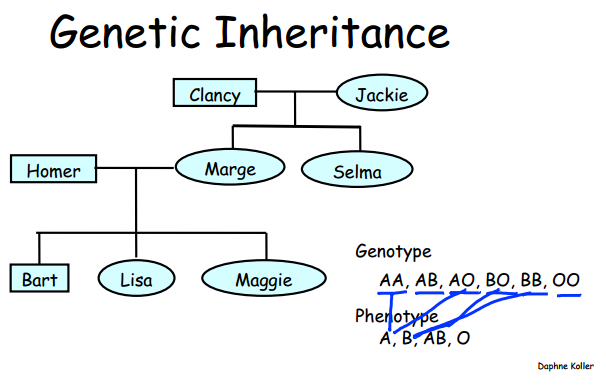 Genetic Inheritance
Clancy
Jackie
Homer
Marge
Selma
Bart
Lisa
Maggie
Genotype
AA, AB, AO, BO, BB, OO
Phenotype
A, B, AB, O
Daphne Koller